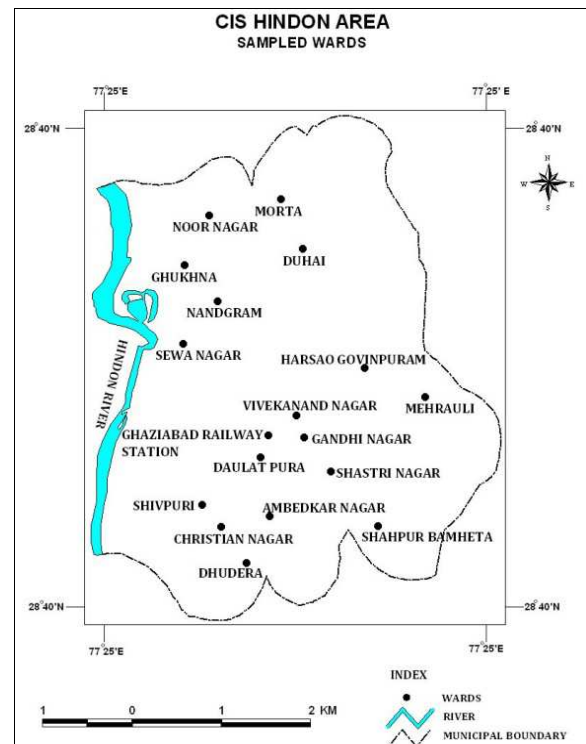 CIS HINDON AREA
SAMPLED WARDS
77°25'E
77°25'E
28°40'N
28°40'N
N
W E
S
MORTA
NOOR NAGAR
DUHAI
GHUKHNA
NANDGRAM
SEWA NAGAR
HINDON RIVER
HARSAO GOVINPURAM
MEHRAULI
VIVEKANAND NAGAR
GHAZIABAD RAILWAY
STATION
GANDHI NAGAR
DAULAT PURA
SHASTRI NAGAR
SHIVPURI
AMBEDKAR NAGAR
CHRISTIAN NAGAR
SHAHPUR BAMHETA
DHUDERA
28°40'N
28°40'N
77°25'E
77°25'E
INDEX
WARDS
RIVER
MUNICIPAL BOUNDARY
1 0 1 2 KM